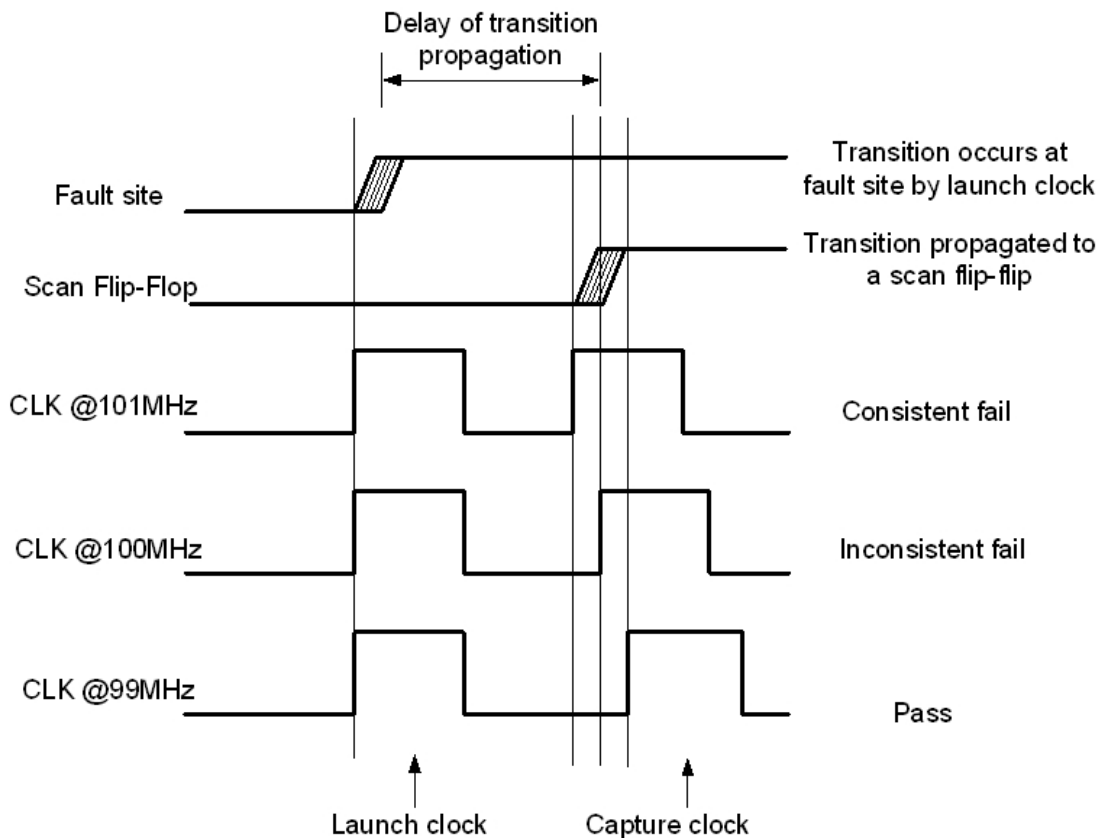 Delay of transition
propagation
Fault site
Transition occurs at
fault site by launch clock
Scan Flip-Flop
Transition propagated to
a scan flip-flip
CLK @101MHz
Consistent fail
CLK @100MHz
Inconsistent fail
CLK @99MHz
Pass
Launch clock
Capture clock